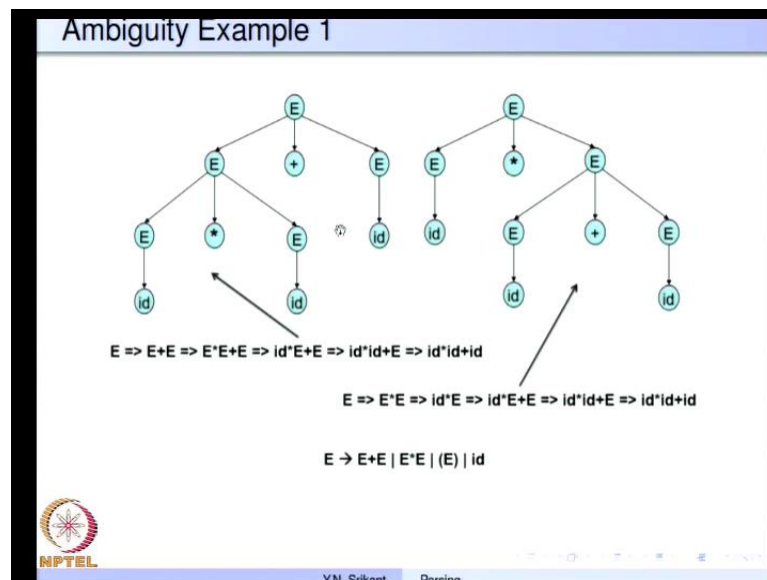 Ambiguity Example 1
E E
E + E E * E
E * E id id E + E
id id id id
E => E+E => E*E+E => id*E+E => id*id+E => id*id+id
E => E*E => id*E => id*E+E => id*id+E => id*id+id
E → E+E | E*E | (E) | id
NPTEL
Y.N. Srikant Parsing